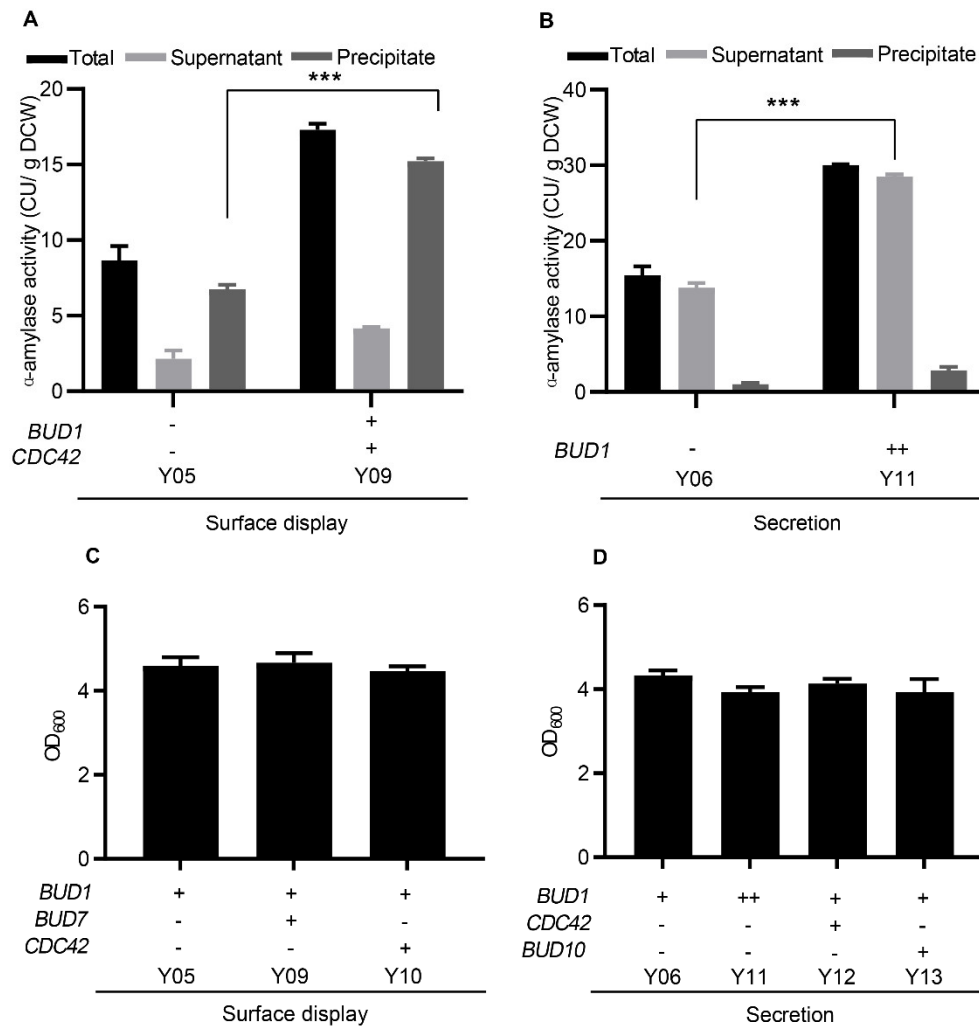 A
Total Supernatant Precipitate
***
α-amylase activity (CU/ g DCW)
20
15
10
5
0
BUD1 - +
CDC42 - +
Y05 Y09
Surface display
B
Total Supernatant Precipitate
***
α-amylase activity (CU/ g DCW)
40
30
20
10
0
BUD1 - ++
Y06 Y11
Secretion
C
OD600
6
4
2
0
BUD1 + + +
BUD7 - + -
CDC42 - - +
Y05 Y09 Y10
Surface display
D
OD600
6
4
2
0
BUD1 + ++ + +
CDC42 - - + -
BUD10 - - - +
Y06 Y11 Y12 Y13
Secretion